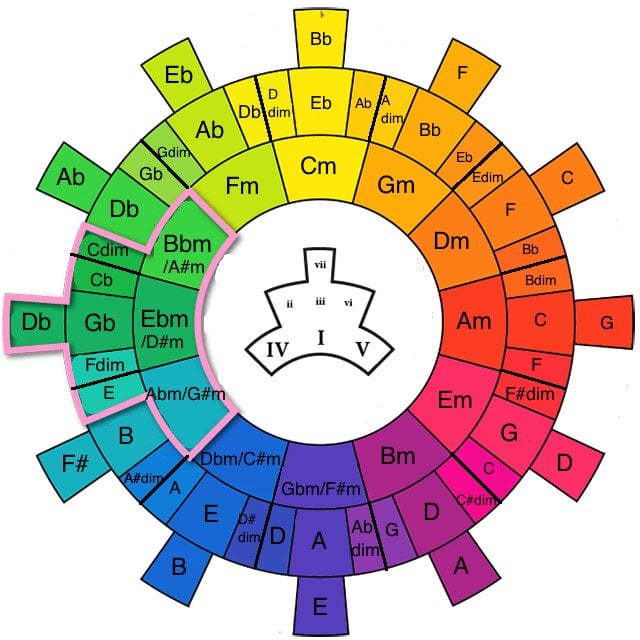 Bb
Eb
F
D
dim
Db
Eb
Ab
A
dim
Ab
Bb
Gdim
Eb
Gb
Edim
Ab
C
Fm
Cm
Gm
Db
F
Cdim
Bbm
/A#m
Dm
Bb
Cb
Bdim
vii
ii
iii
vi
IV
I
V
Db
Gb
Ebm
/D#m
Am
C
G
Fdim
F
E
F#dim
Abm/G#m
Em
B
G
F#
D
Dbm/C#m
Bm
A#dim
C
A
C#dim
Gbm/F#m
E
D
D#
dim
D
A
Ab
dim
G
B
A
E